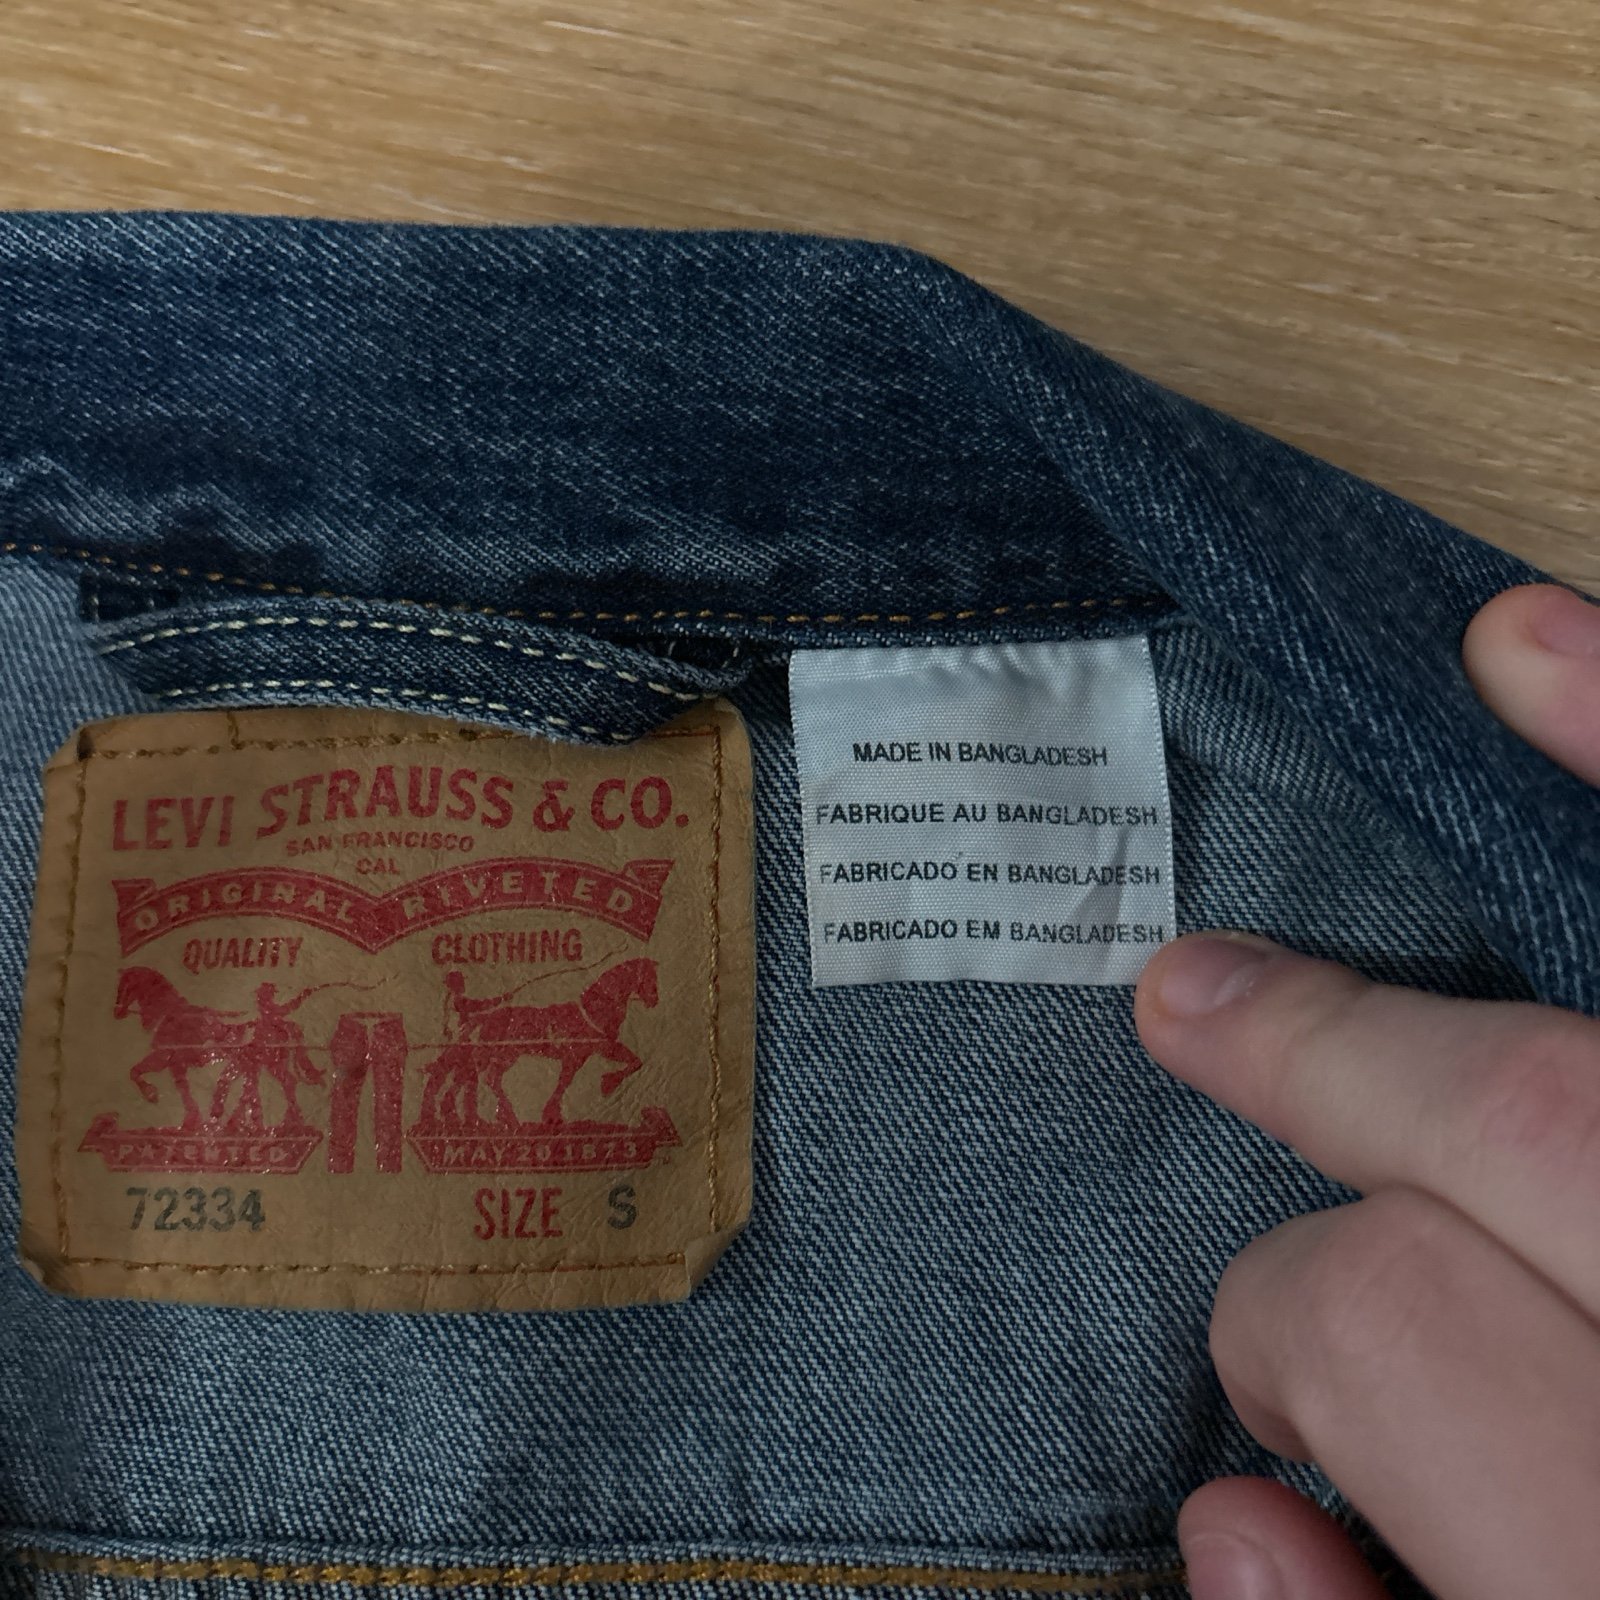 LEVI STRAUSS & CO.
SAN FRANCISCO
CAL
ORIGINAL RIVETED
QUALITY CLOTHING
PATENTED MAY 20 1873
72334 SIZE S
MADE IN BANGLADESH
FABRIQUE AU BANGLADESH
FABRICADO EN BANGLADESH
FABRICADO EM BANGLADESH